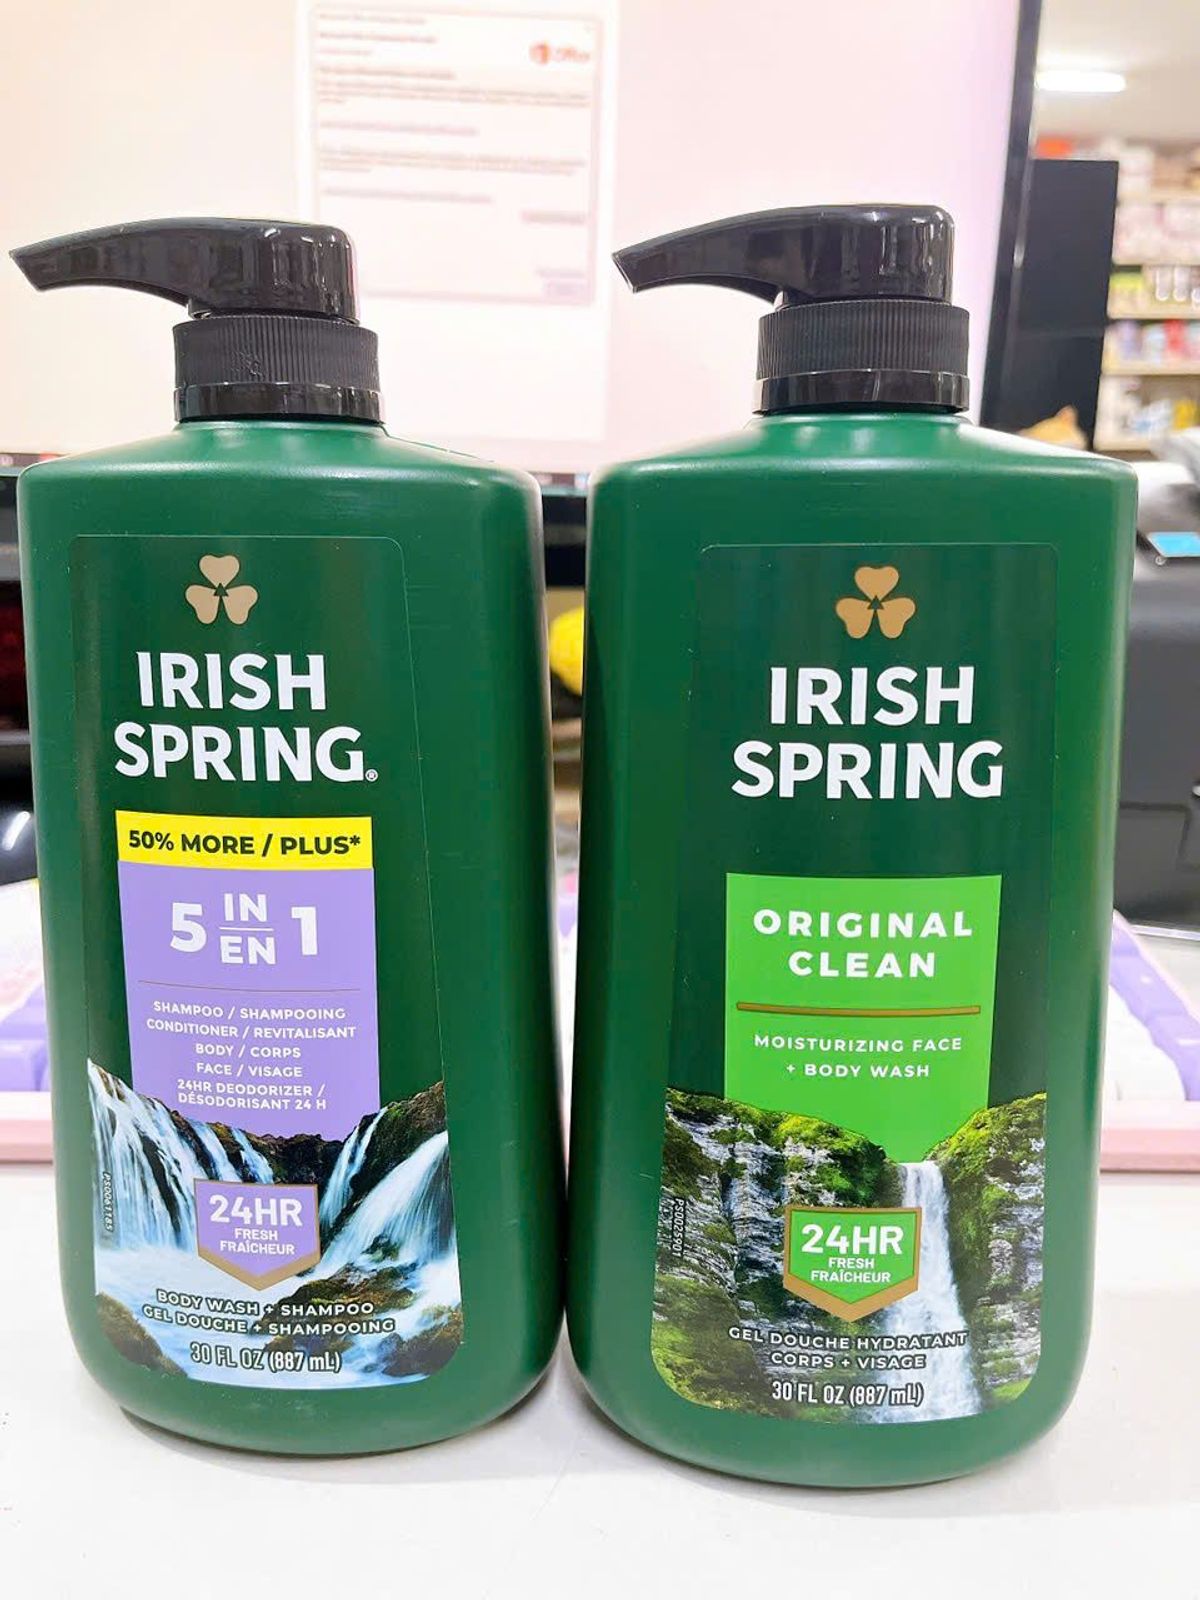 Office
IRISH
SPRING®
50% MORE / PLUS*
5 IN EN 1
SHAMPOO / SHAMPOOING
CONDITIONER / REVITALISANT
BODY / CORPS
FACE / VISAGE
24HR DEODORIZER /
DÉSODORISANT 24 H
24HR
FRESH
FRAÎCHEUR
BODY WASH + SHAMPOO
GEL DOUCHE + SHAMPOOING
30 FL OZ (887 mL)
IRISH
SPRING
ORIGINAL
CLEAN
MOISTURIZING FACE
+ BODY WASH
24HR
FRESH
FRAÎCHEUR
GEL DOUCHE HYDRATANT
CORPS + VISAGE
30 FL OZ (887 mL)